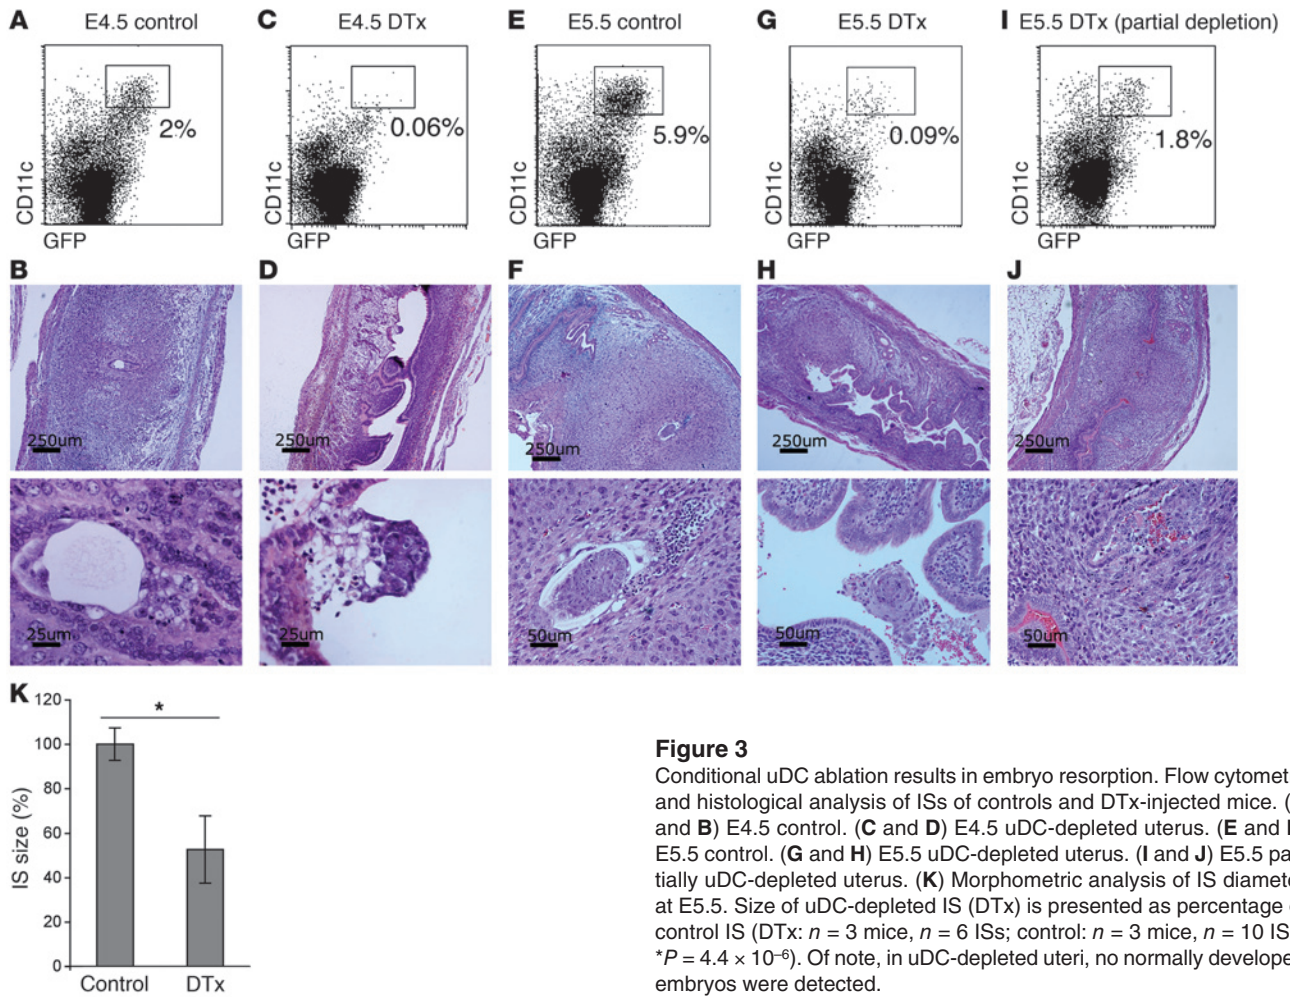 A E4.5 control
C E4.5 DTx
E E5.5 control
G E5.5 DTx
I E5.5 DTx (partial depletion)
2%
0.06%
5.9%
0.09%
1.8%
CD11c
CD11c
CD11c
CD11c
CD11c
GFP
GFP
GFP
GFP
GFP
B
D
F
H
J
250um
250um
250um
250um
250um
25um
25um
50um
50um
50um
K
*
120
100
80
60
40
20
0
IS size (%)
Control
DTx
Figure 3
Conditional uDC ablation results in embryo resorption. Flow cytomet
and histological analysis of ISs of controls and DTx-injected mice. (
and B) E4.5 control. (C and D) E4.5 uDC-depleted uterus. (E and
E5.5 control. (G and H) E5.5 uDC-depleted uterus. (I and J) E5.5 par-
tially uDC-depleted uterus. (K) Morphometric analysis of IS diamete
at E5.5. Size of uDC-depleted IS (DTx) is presented as percentage
control IS (DTx: n = 3 mice, n = 6 ISs; control: n = 3 mice, n = 10 IS
*P = 4.4 × 10–6). Of note, in uDC-depleted uteri, no normally develope
embryos were detected.